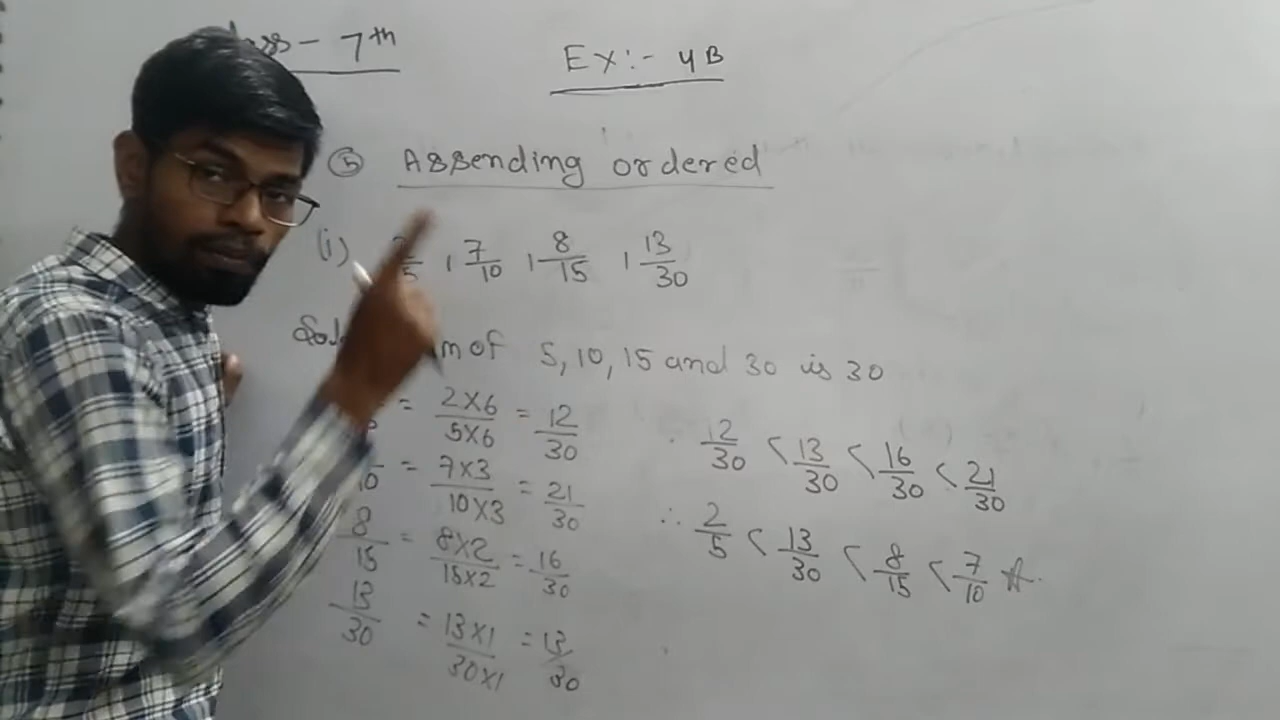 7th
Ex:- 4B
5 Assending ordered
(i) 2/5, 7/10, 8/15, 13/30
of 5, 10, 15 and 30 is 30
= 2×6/5×6 = 12/30
/10 = 7×3/10×3 = 21/30
8/15 = 8×2/15×2 = 16/30
13/30 = 13×1/30×1 = 13/30
12/30 < 13/30 < 16/30 < 21/30
∴ 2/5 < 13/30 < 8/15 < 7/10